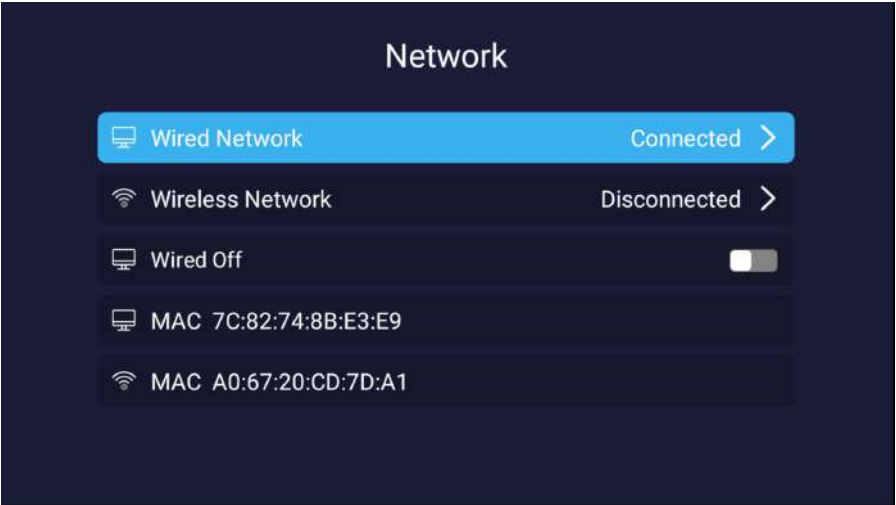 Network
Wired Network Connected
Wireless Network Disconnected
Wired Off
MAC 7C:82:74:8B:E3:E9
MAC A0:67:20:CD:7D:A1